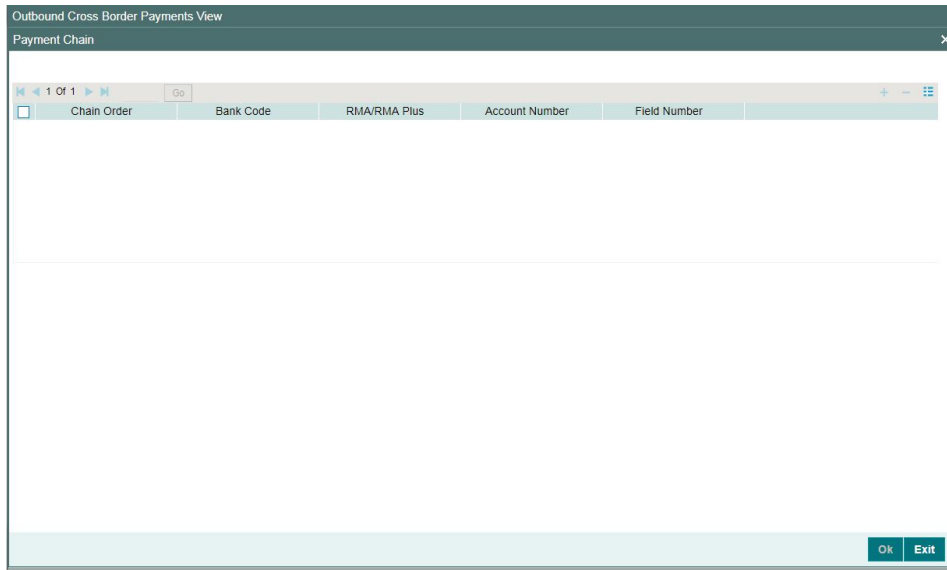 Outbound Cross Border Payments View
Payment Chain
1 Of 1 Go
Chain Order Bank Code RMA/RMA Plus Account Number Field Number
Ok Exit